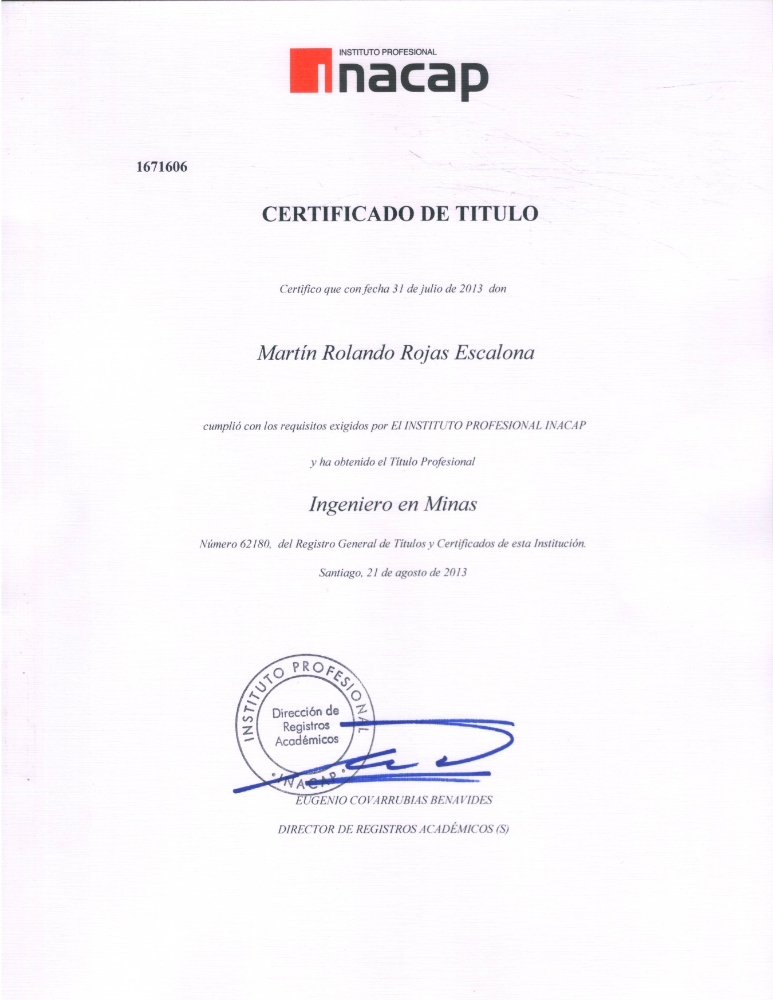 INSTITUTO PROFESIONAL
inacap
1671606
CERTIFICADO DE TITULO
Certifico que con fecha 31 de julio de 2013 don
Martín Rolando Rojas Escalona
cumplió con los requisitos exigidos por El INSTITUTO PROFESIONAL INACAP
y ha obtenido el Título Profesional
Ingeniero en Minas
Número 62180, del Registro General de Títulos y Certificados de esta Institución.
Santiago, 21 de agosto de 2013
INSTITUTO PROFESIONAL
Dirección de
Registros
Académicos
INACAP
EUGENIO COVARRUBIAS BENAVIDES
DIRECTOR DE REGISTROS ACADÉMICOS (S)